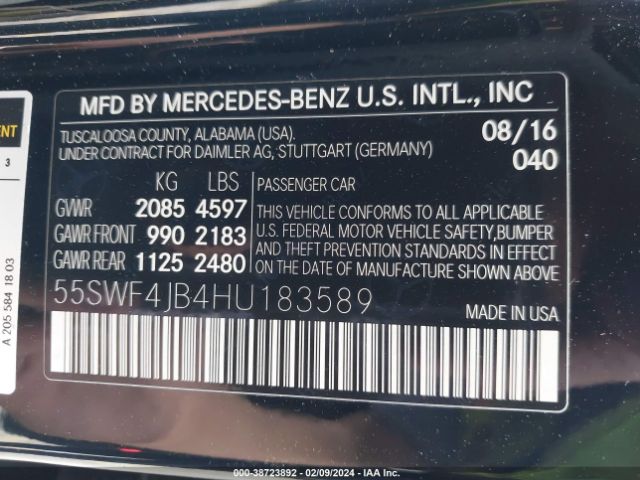 MFD BY MERCEDES-BENZ U.S. INTL., INC
TUSCALOOSA COUNTY, ALABAMA (USA).
UNDER CONTRACT FOR DAIMLER AG, STUTTGART (GERMANY)
08/16
040
KG LBS
GVWR 2085 4597
GAWR FRONT 990 2183
GAWR REAR 1125 2480
PASSENGER CAR
THIS VEHICLE CONFORMS TO ALL APPLICABLE
U.S. FEDERAL MOTOR VEHICLE SAFETY,BUMPER
AND THEFT PREVENTION STANDARDS IN EFFECT
ON THE DATE OF MANUFACTURE SHOWN ABOVE
55SWF4JB4HU183589
MADE IN USA
ENT
3
A 205 584 18 03
000-38723892 - 02/09/2024 - IAA Inc.